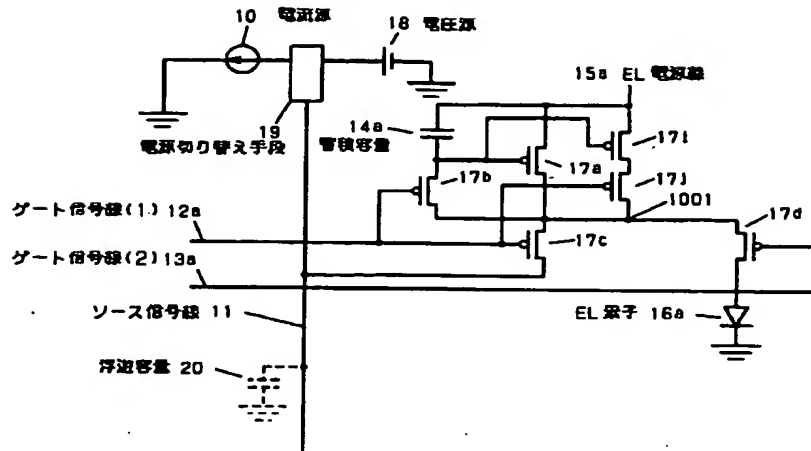 10 電流源
18 電圧源
15a EL 電源線
19
電源切り替え手段
14a
蓄積容量
17i
17a
17b
17j
1001
17d
ゲート信号線(1) 12a
17c
ゲート信号線(2) 13a
ソース信号線 11
EL 素子 16a
浮遊容量 20